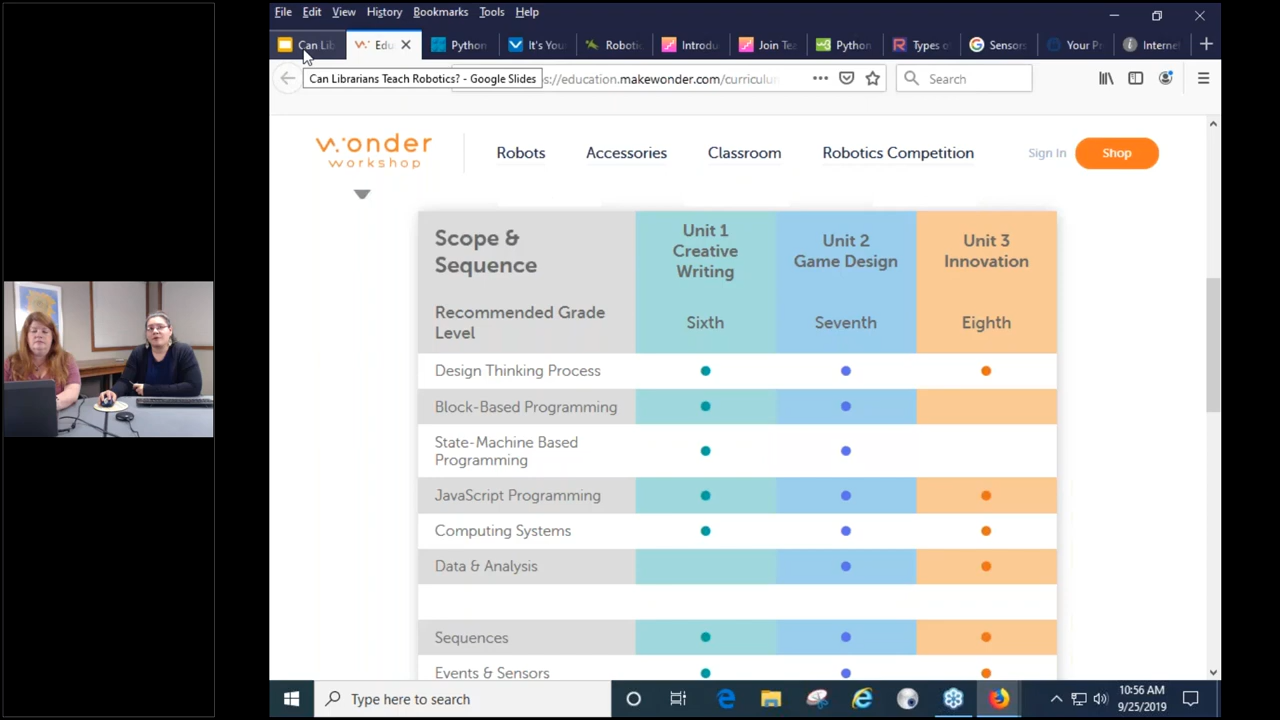 File Edit View History Bookmarks Tools Help
Can Lib Edu Python It's You Roboti Introdu Join Te Python Types o Sensors Your P Interne
Can Librarians Teach Robotics? - Google Slides
s://education.makewonder.com/curriculu
Search
wonder
workshop
Robots Accessories Classroom Robotics Competition Sign In Shop
Scope &
Sequence
Unit 1
Creative
Writing
Unit 2
Game Design
Unit 3
Innovation
Recommended Grade
Level
Sixth Seventh Eighth
Design Thinking Process
Block-Based Programming
State-Machine Based
Programming
JavaScript Programming
Computing Systems
Data & Analysis
Sequences
Events & Sensors
Type here to search
10:56 AM
9/25/2019